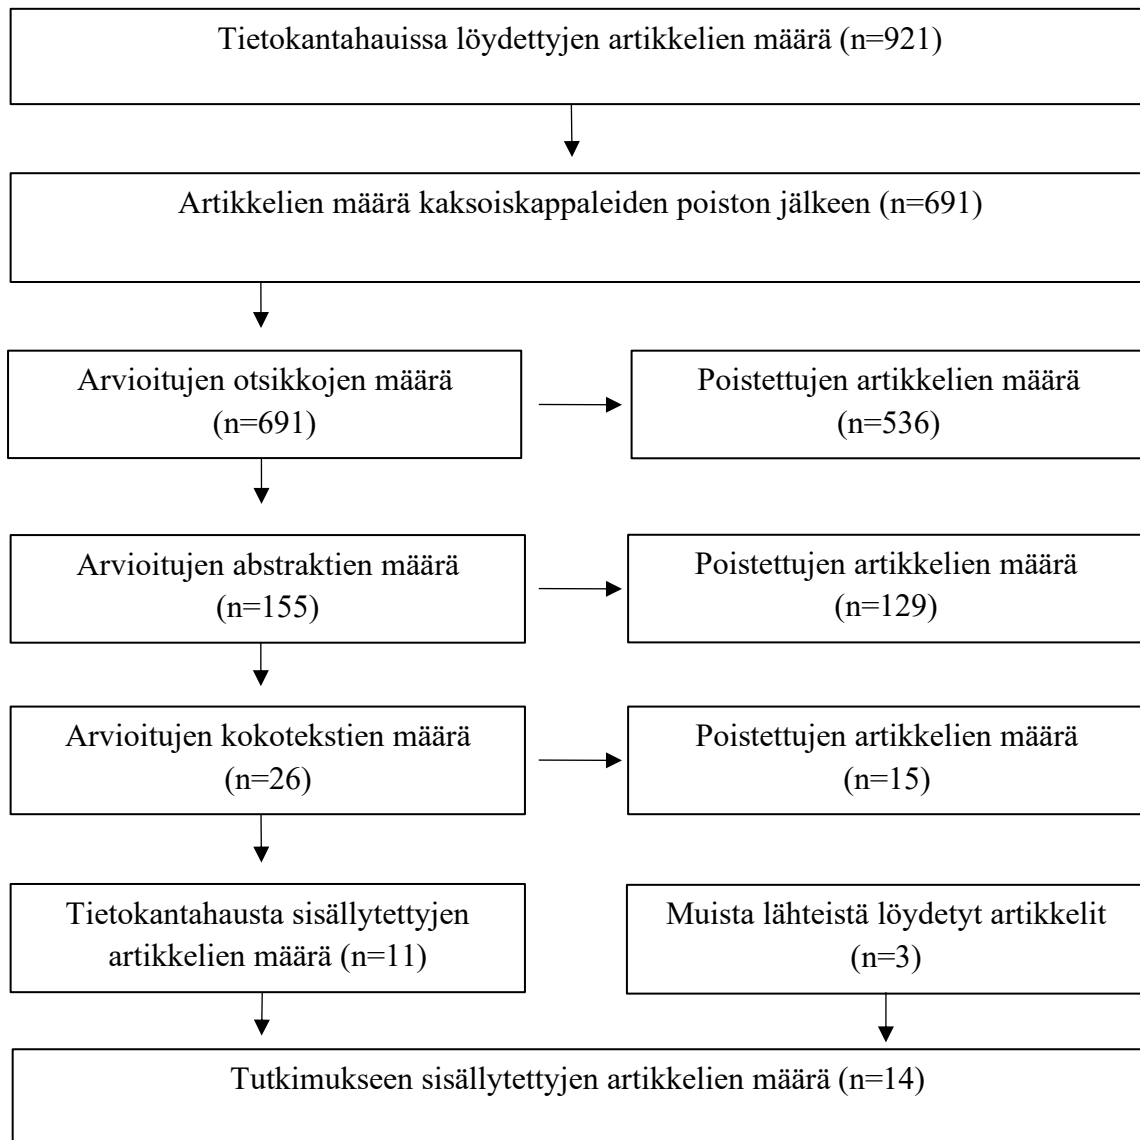 Tietokantahauissa löydettyjen artikkelien määrä (n=921)
Artikkelien määrä kaksoiskappaleiden poiston jälkeen (n=691)
Arvioitujen otsikkojen määrä
(n=691)
Poistettujen artikkelien määrä
(n=536)
Arvioitujen abstraktien määrä
(n=155)
Poistettujen artikkelien määrä
(n=129)
Arvioitujen kokotekstien määrä
(n=26)
Poistettujen artikkelien määrä
(n=15)
Tietokantahausta sisällytettyjen
artikkelien määrä (n=11)
Muista lähteistä löydetyt artikkelit
(n=3)
Tutkimukseen sisällytettyjen artikkelien määrä (n=14)